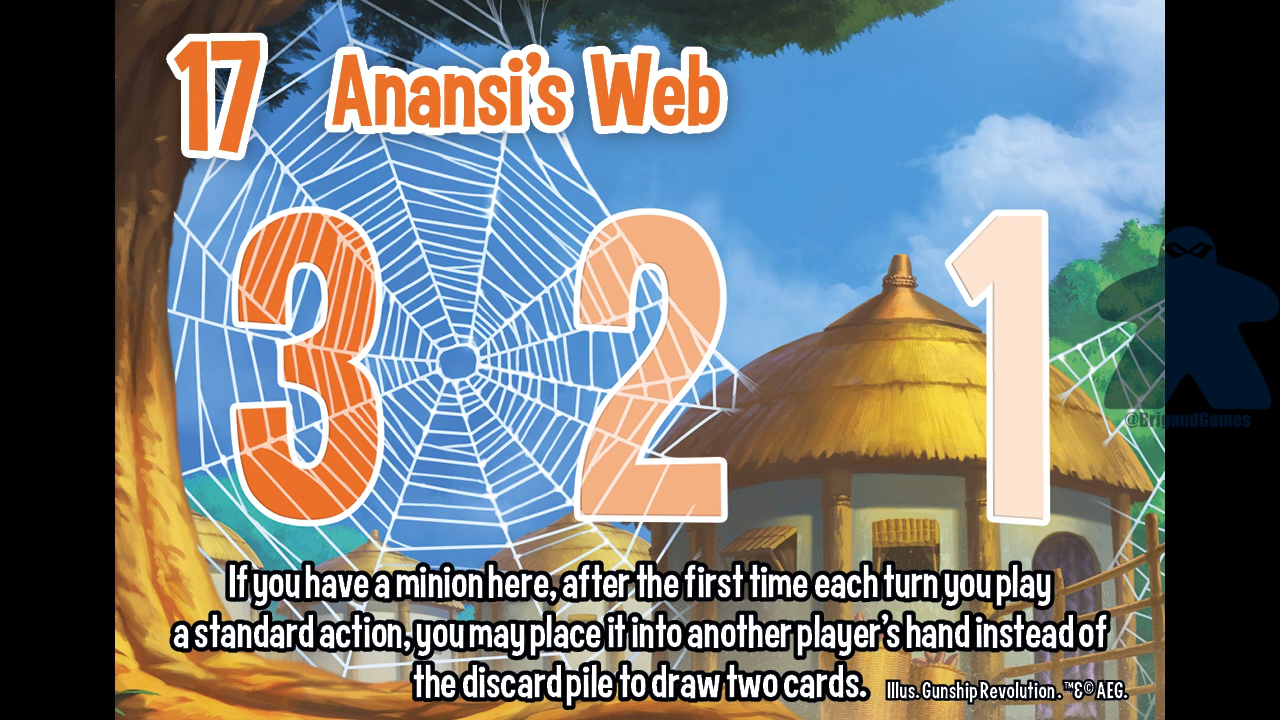 17 Anansi's Web
3 2 1
@BrigandGames
If you have a minion here, after the first time each turn you play
a standard action, you may place it into another player's hand instead of
the discard pile to draw two cards.
Illus. Gunship Revolution. ™&© AEG.